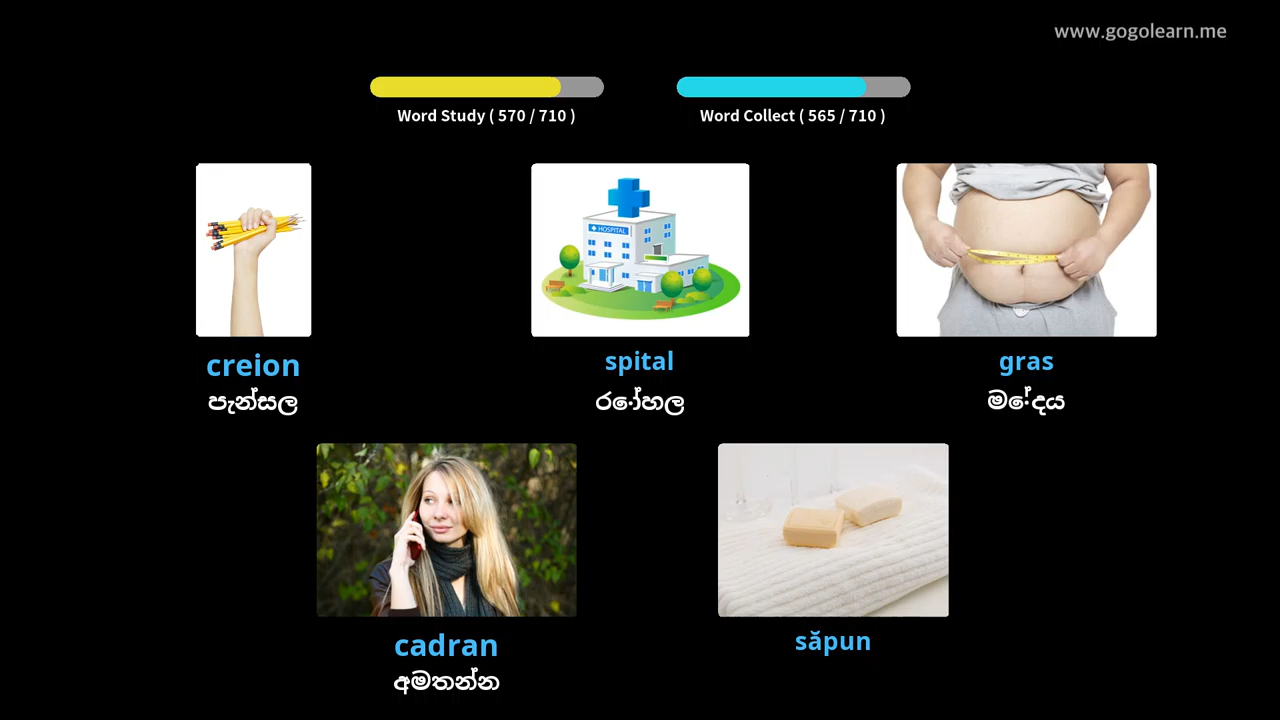 www.gogolearn.me
Word Study ( 570 / 710 )
Word Collect ( 565 / 710 )
HOSPITAL
creion
spital
gras
පැන්සල
රෝහල
මේදය
cadran
săpun
අමතන්න